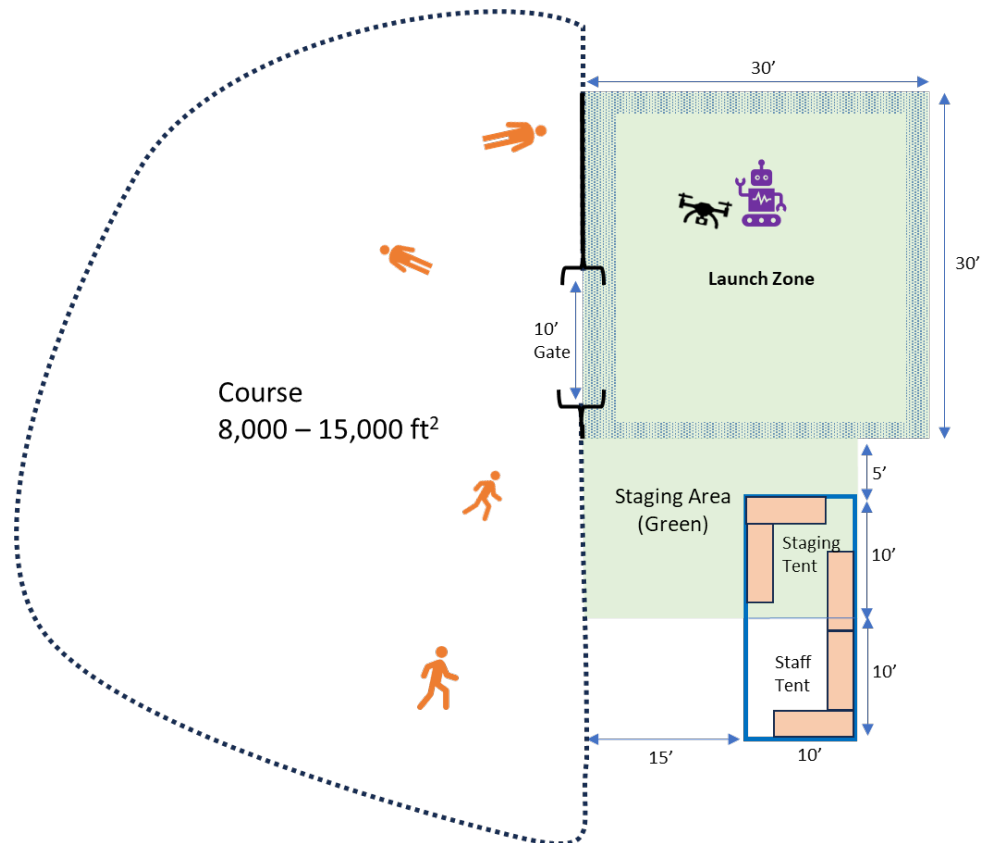 30’
30’
Launch Zone
10’
Gate
Course
8,000 – 15,000 ft²
5’
Staging Area
(Green)
Staging
Tent
10’
Staff
Tent
10’
15’
10’